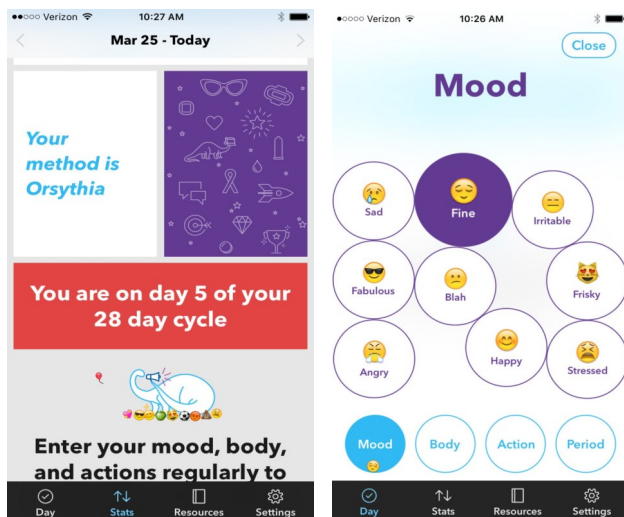 Verizon 10:27 AM
Mar 25 - Today
Your
method is
Orsythia
You are on day 5 of your
28 day cycle
Enter your mood, body,
and actions regularly to
Day Stats Resources Settings
Verizon 10:26 AM
Close
Mood
Sad
Fine
Irritable
Fabulous
Blah
Frisky
Angry
Happy
Stressed
Mood Body Action Period
Day Stats Resources Settings